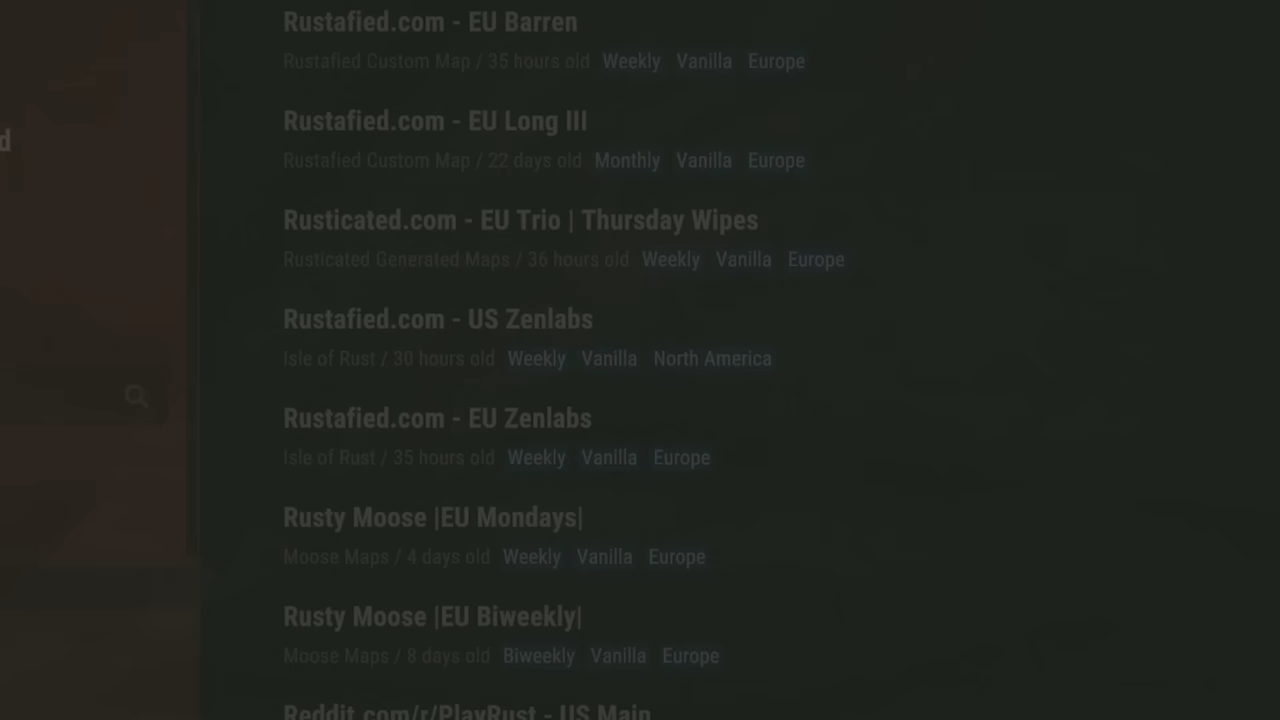 Rustafied.com - EU Barren
Rustafied Custom Map / 35 hours old Weekly Vanilla Europe
d
Rustafied.com - EU Long III
Rustafied Custom Map / 22 days old Monthly Vanilla Europe
Rusticated.com - EU Trio | Thursday Wipes
Rusticated Generated Maps / 36 hours old Weekly Vanilla Europe
Rustafied.com - US Zenlabs
Isle of Rust / 30 hours old Weekly Vanilla North America
Rustafied.com - EU Zenlabs
Isle of Rust / 35 hours old Weekly Vanilla Europe
Rusty Moose |EU Mondays|
Moose Maps / 4 days old Weekly Vanilla Europe
Rusty Moose |EU Biweekly|
Moose Maps / 8 days old Biweekly Vanilla Europe
Reddit.com/r/PlayRust - US Main